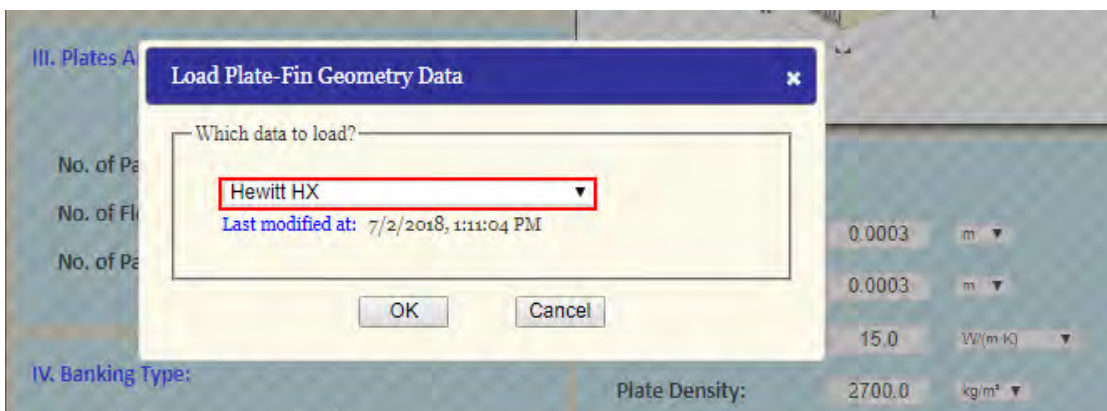 III. Plates A
Load Plate-Fin Geometry Data
Which data to load?
Hewitt HX
Last modified at: 7/2/2018, 1:11:04 PM
OK Cancel
No. of Pa
No. of Fl
No. of Pa
0.0003 m
0.0003 m
15.0 W/(m·K)
IV. Banking Type:
Plate Density: 2700.0 kg/m³